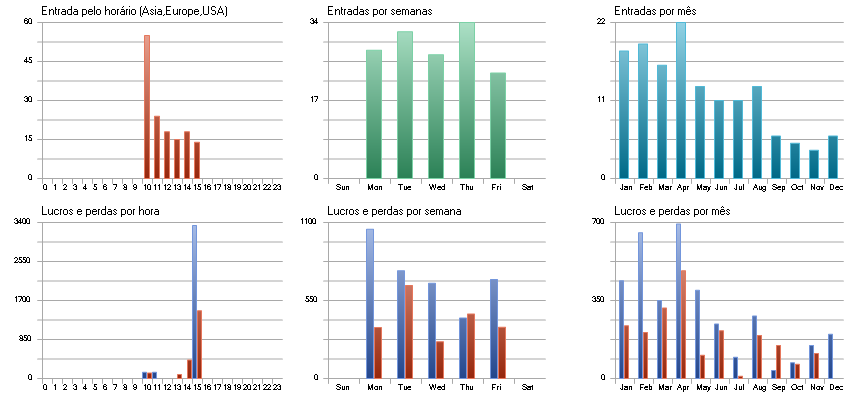 Entrada pelo horário (Asia,Europe,USA)
60
45
30
15
0
0 1 2 3 4 5 6 7 8 9 10 11 12 13 14 15 16 17 18 19 20 21 22 23
Entradas por semanas
34
17
0
Sun Mon Tue Wed Thu Fri Sat
Entradas por mês
22
11
0
Jan Feb Mar Apr May Jun Jul Aug Sep Oct Nov Dec
Lucros e perdas por hora
3400
2550
1700
850
0
0 1 2 3 4 5 6 7 8 9 10 11 12 13 14 15 16 17 18 19 20 21 22 23
Lucros e perdas por semana
1100
550
0
Sun Mon Tue Wed Thu Fri Sat
Lucros e perdas por mês
700
350
0
Jan Feb Mar Apr May Jun Jul Aug Sep Oct Nov Dec